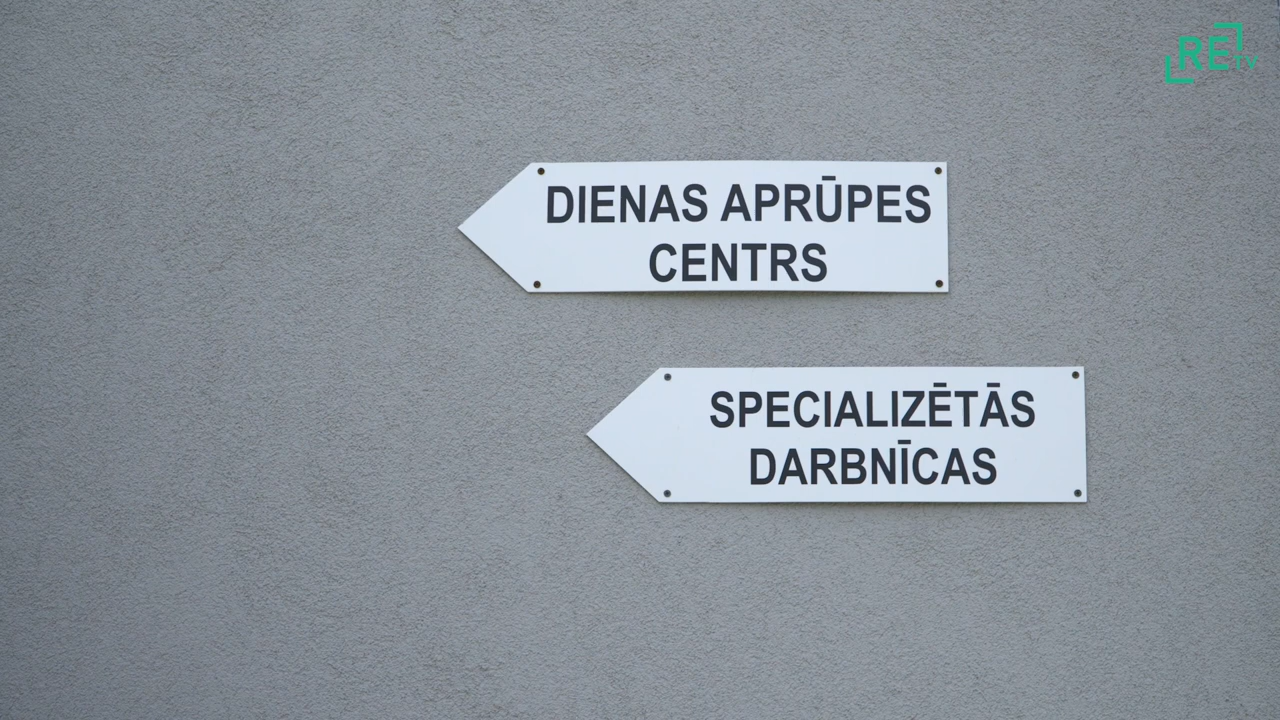 RE TV
DIENAS APRŪPES
CENTRS
SPECIALIZĒTĀS
DARBNĪCAS